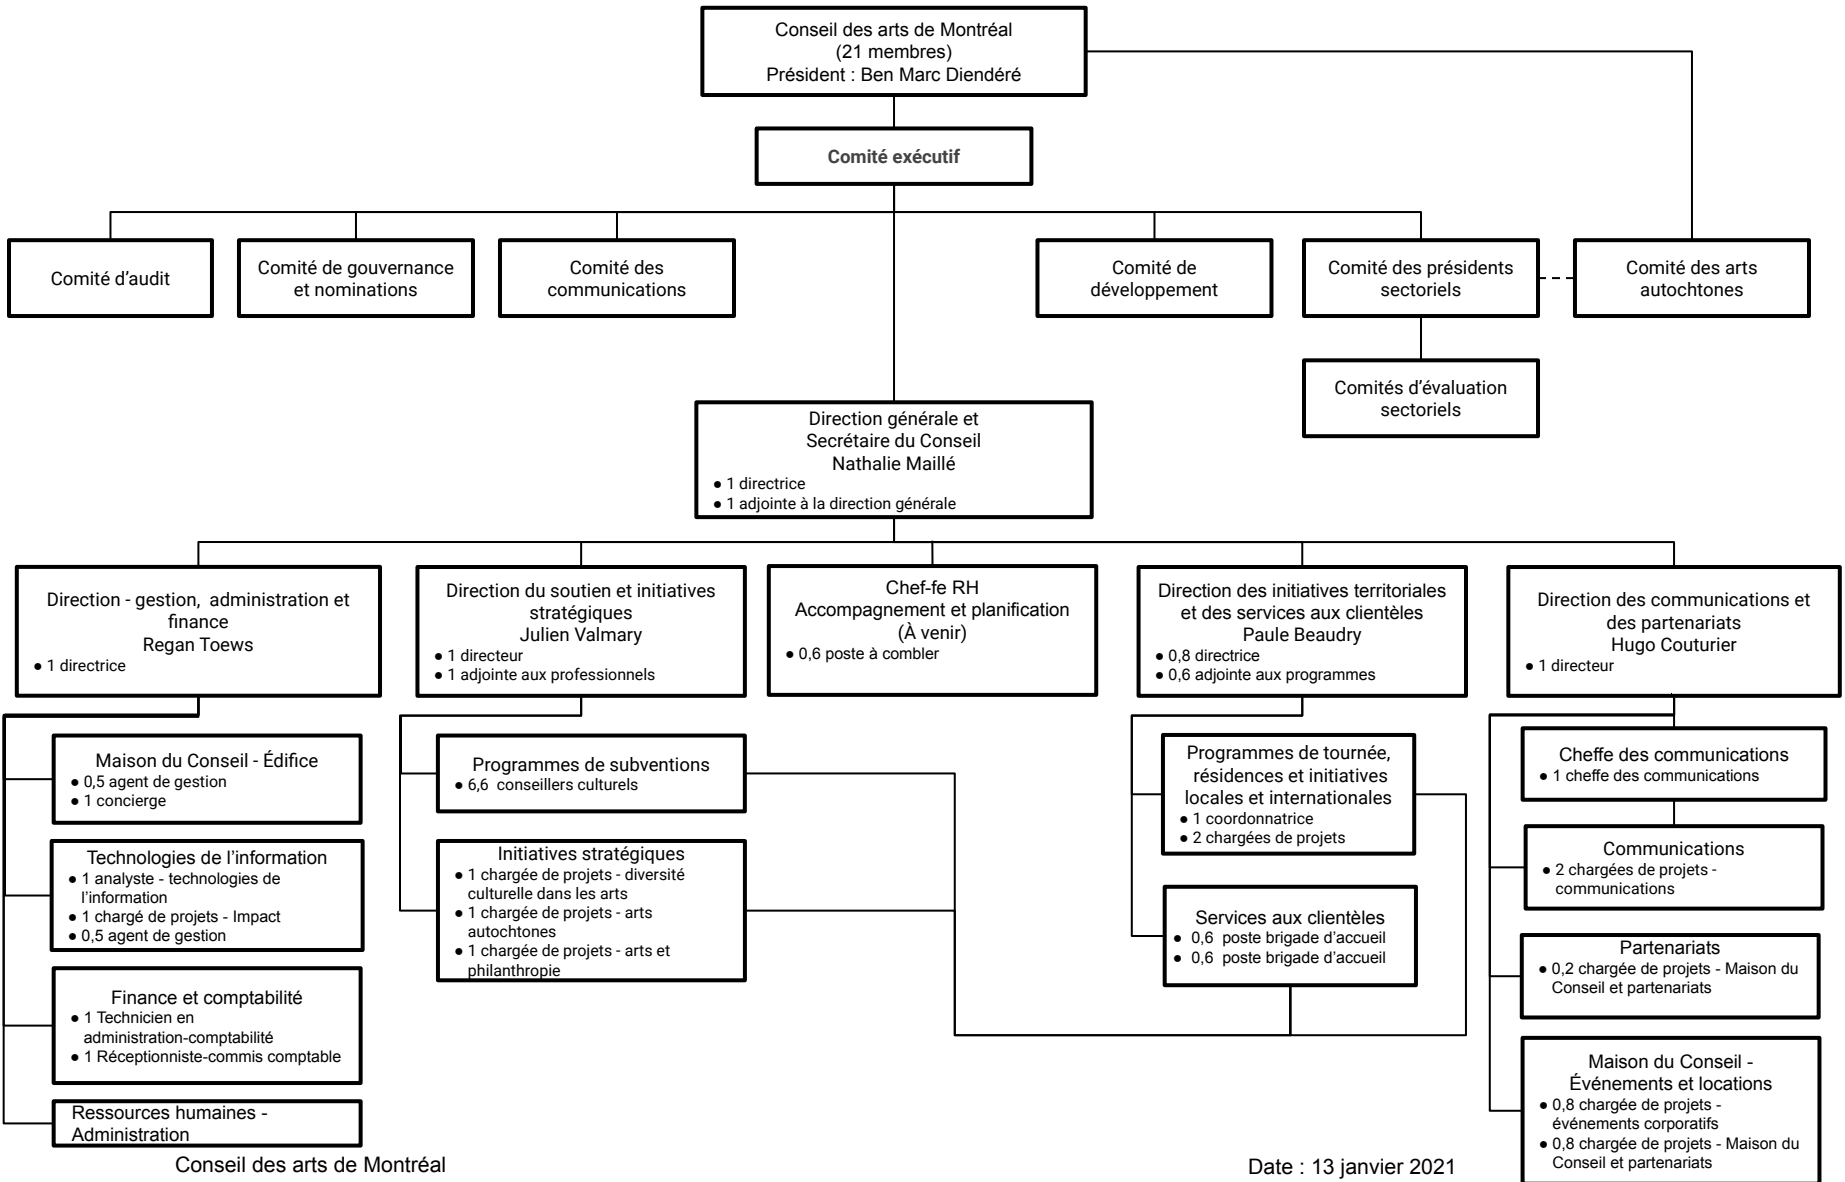 Conseil des arts de Montréal
(21 membres)
Président : Ben Marc Diendéré
Comité exécutif
Comité d'audit
Comité de gouvernance
et nominations
Comité des
communications
Comité de
développement
Comité des présidents
sectoriels
Comité des arts
autochtones
Comités d'évaluation
sectoriels
Direction générale et
Secrétaire du Conseil
Nathalie Maillé
● 1 directrice
● 1 adjointe à la direction générale
Direction - gestion, administration et
finance
Regan Toews
● 1 directrice
Direction du soutien et initiatives
stratégiques
Julien Valmary
● 1 directeur
● 1 adjointe aux professionnels
Chef-fe RH
Accompagnement et planification
(À venir)
● 0,6 poste à combler
Direction des initiatives territoriales
et des services aux clientèles
Paule Beaudry
● 0,8 directrice
● 0,6 adjointe aux programmes
Direction des communications et
des partenariats
Hugo Couturier
● 1 directeur
Maison du Conseil - Édifice
● 0,5 agent de gestion
● 1 concierge
Technologies de l'information
● 1 analyste - technologies de
l'information
● 1 chargé de projets - Impact
● 0,5 agent de gestion
Finance et comptabilité
● 1 Technicien en
administration-comptabilité
● 1 Réceptionniste-commis comptable
Ressources humaines -
Administration
Programmes de subventions
● 6,6 conseillers culturels
Initiatives stratégiques
● 1 chargée de projets - diversité
culturelle dans les arts
● 1 chargée de projets - arts
autochtones
● 1 chargée de projets - arts et
philanthropie
Programmes de tournée,
résidences et initiatives
locales et internationales
● 1 coordonnatrice
● 2 chargées de projets
Services aux clientèles
● 0,6 poste brigade d'accueil
● 0,6 poste brigade d'accueil
Cheffe des communications
● 1 cheffe des communications
Communications
● 2 chargées de projets -
communications
Partenariats
● 0,2 chargée de projets - Maison du
Conseil et partenariats
Maison du Conseil -
Événements et locations
● 0,8 chargée de projets -
événements corporatifs
● 0,8 chargée de projets - Maison du
Conseil et partenariats
Conseil des arts de Montréal
Date : 13 janvier 2021